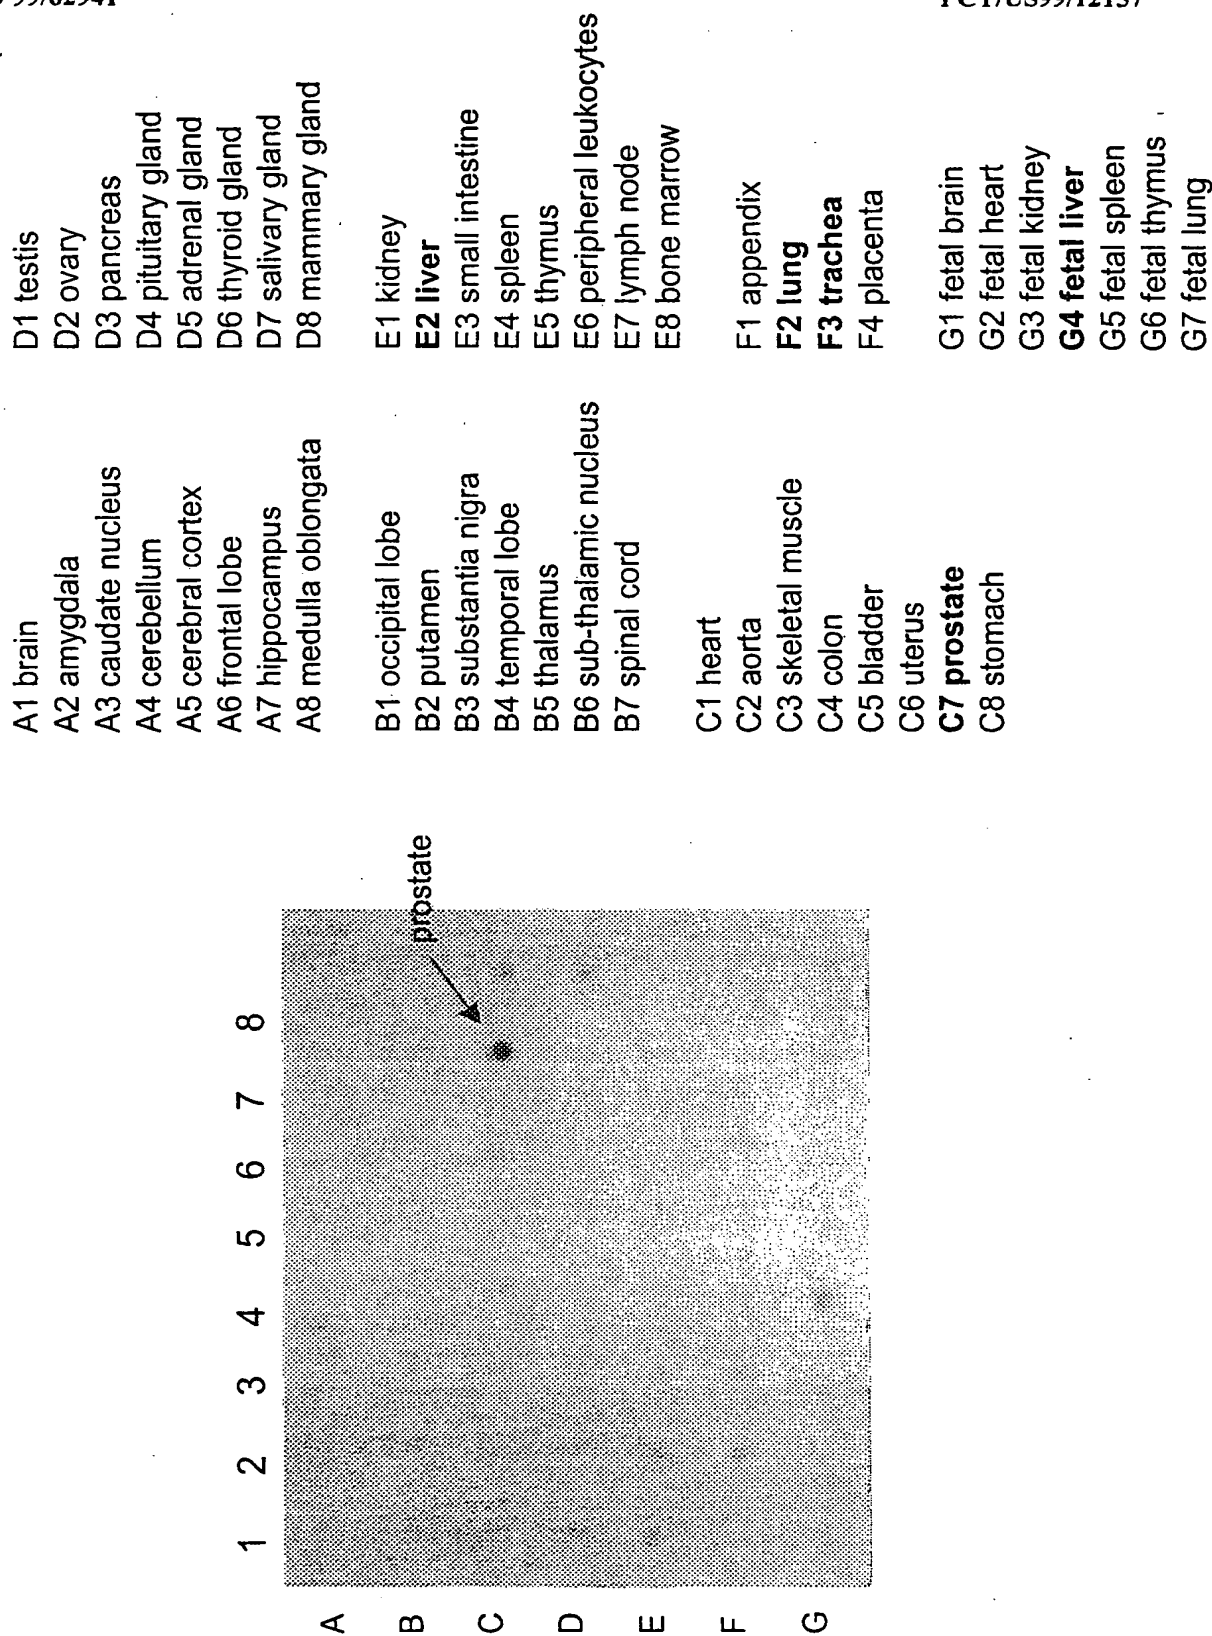 A1 brain
A2 amygdala
A3 caudate nucleus
A4 cerebellum
A5 cerebral cortex
A6 frontal lobe
A7 hippocampus
A8 medulla oblongata
B1 occipital lobe
B2 putamen
B3 substantia nigra
B4 temporal lobe
B5 thalamus
B6 sub-thalamic nucleus
B7 spinal cord
C1 heart
C2 aorta
C3 skeletal muscle
C4 colon
C5 bladder
C6 uterus
C7 prostate
C8 stomach
D1 testis
D2 ovary
D3 pancreas
D4 pituitary gland
D5 adrenal gland
D6 thyroid gland
D7 salivary gland
D8 mammary gland
E1 kidney
E2 liver
E3 small intestine
E4 spleen
E5 thymus
E6 peripheral leukocytes
E7 lymph node
E8 bone marrow
F1 appendix
F2 lung
F3 trachea
F4 placenta
G1 fetal brain
G2 fetal heart
G3 fetal kidney
G4 fetal liver
G5 fetal spleen
G6 fetal thymus
G7 fetal lung
1 2 3 4 5 6 7 8
A
B
C
D
E
F
G
prostate